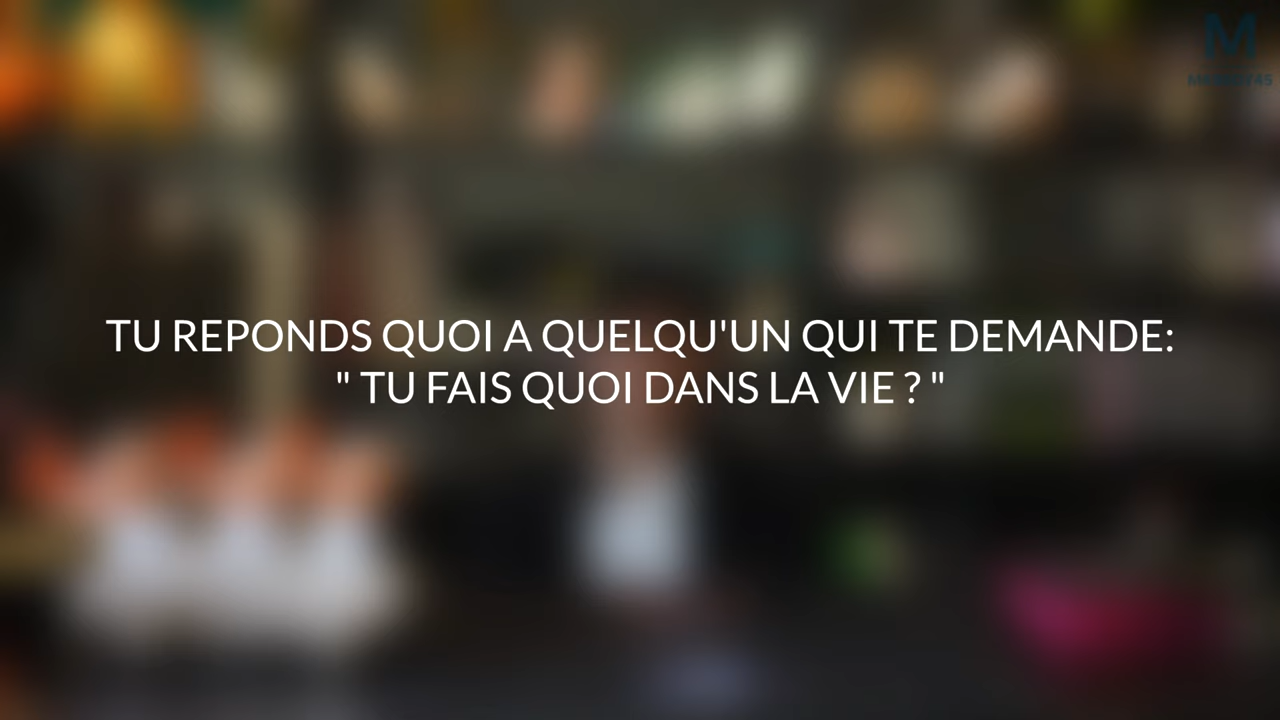 M
TU REPONDS QUOI A QUELQU'UN QUI TE DEMANDE:
" TU FAIS QUOI DANS LA VIE ? "